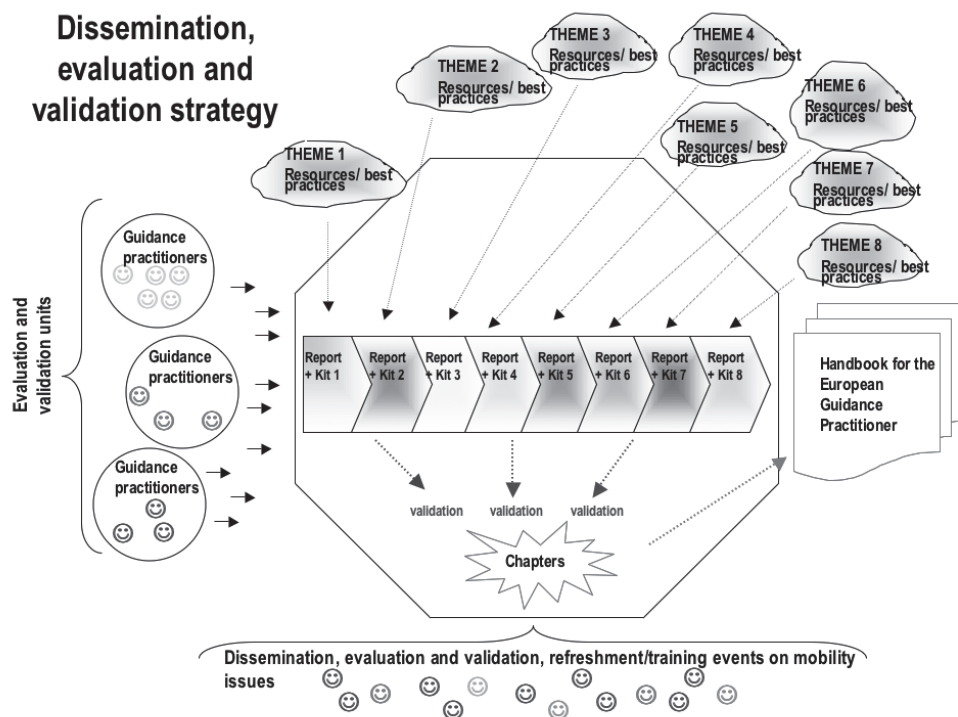 Dissemination,
evaluation and
validation strategy
THEME 1
Resources/ best
practices
THEME 2
Resources/ best
practices
THEME 3
Resources/ best
practices
THEME 4
Resources/ best
practices
THEME 5
Resources/ best
practices
THEME 6
Resources/ best
practices
THEME 7
Resources/ best
practices
THEME 8
Resources/ best
practices
Evaluation and
validation units
Guidance
practitioners
Guidance
practitioners
Guidance
practitioners
Report
+ Kit 1
Report
+ Kit 2
Report
+ Kit 3
Report
+ Kit 4
Report
+ Kit 5
Report
+ Kit 6
Report
+ Kit 7
Report
+ Kit 8
Handbook for the
European
Guidance
Practitioner
validation
validation
validation
Chapters
Dissemination, evaluation and validation, refreshment/training events on mobility
issues